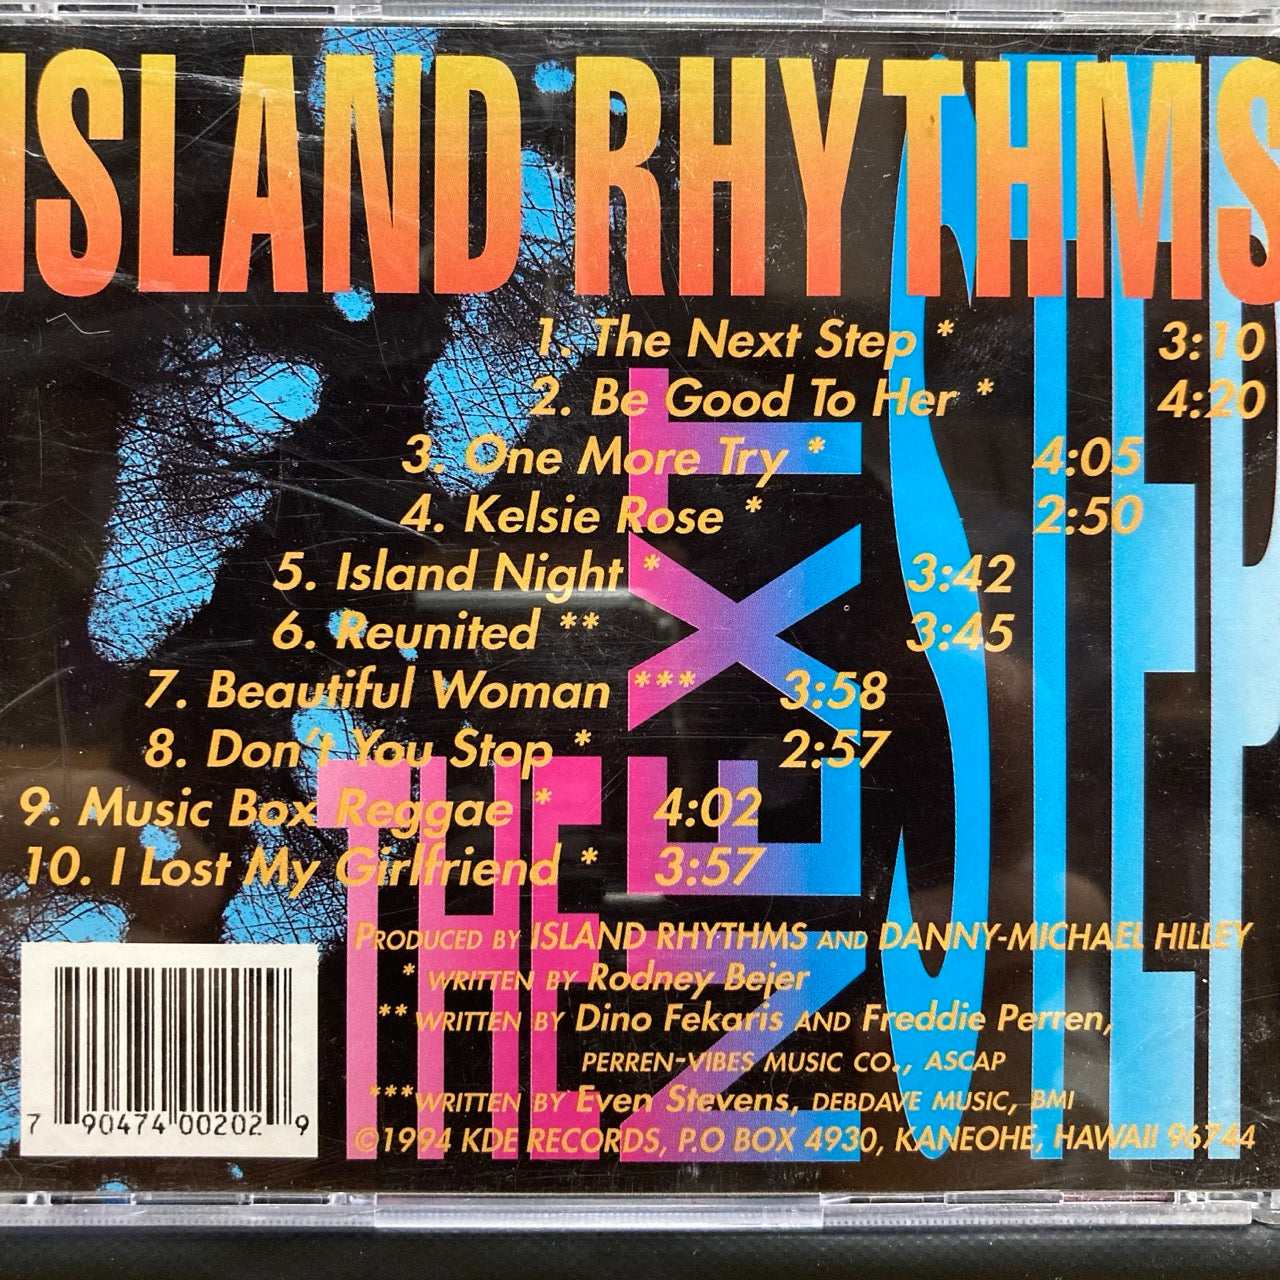 ISLAND RHYTHMS
1. The Next Step * 3:10
2. Be Good To Her * 4:20
3. One More Try * 4:05
4. Kelsie Rose * 2:50
5. Island Night * 3:42
6. Reunited ** 3:45
7. Beautiful Woman *** 3:58
8. Don't You Stop * 2:57
9. Music Box Reggae * 4:02
10. I Lost My Girlfriend * 3:57
THE NEXT STEP
PRODUCED BY ISLAND RHYTHMS AND DANNY-MICHAEL HILLEY
* WRITTEN BY Rodney Bejer
** WRITTEN BY Dino Fekaris AND Freddie Perren,
PERREN-VIBES MUSIC CO., ASCAP
***WRITTEN BY Even Stevens, DEBDAVE MUSIC, BMI
©1994 KDE RECORDS, P.O BOX 4930, KANEOHE, HAWAII 96744
7 90474 00202 9